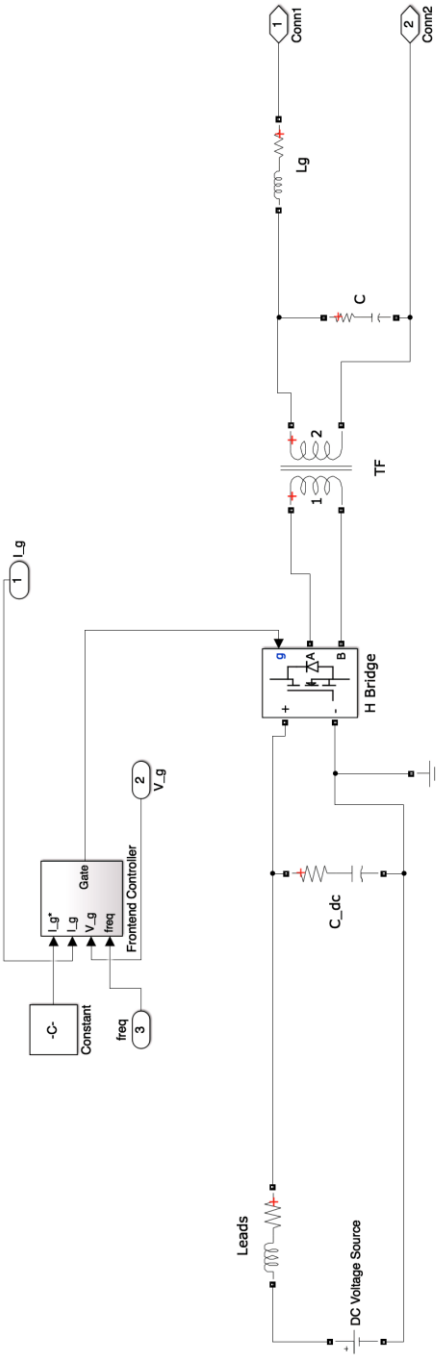 1
Conn1
2
Conn2
Lg
C
1
I_g
1
2
TF
g
A
B
+
-
H Bridge
2
V_g
I_g*
I_g
V_g
freq
Gate
Frontend Controller
-C-
Constant
3
freq
C_dc
Leads
+
DC Voltage Source